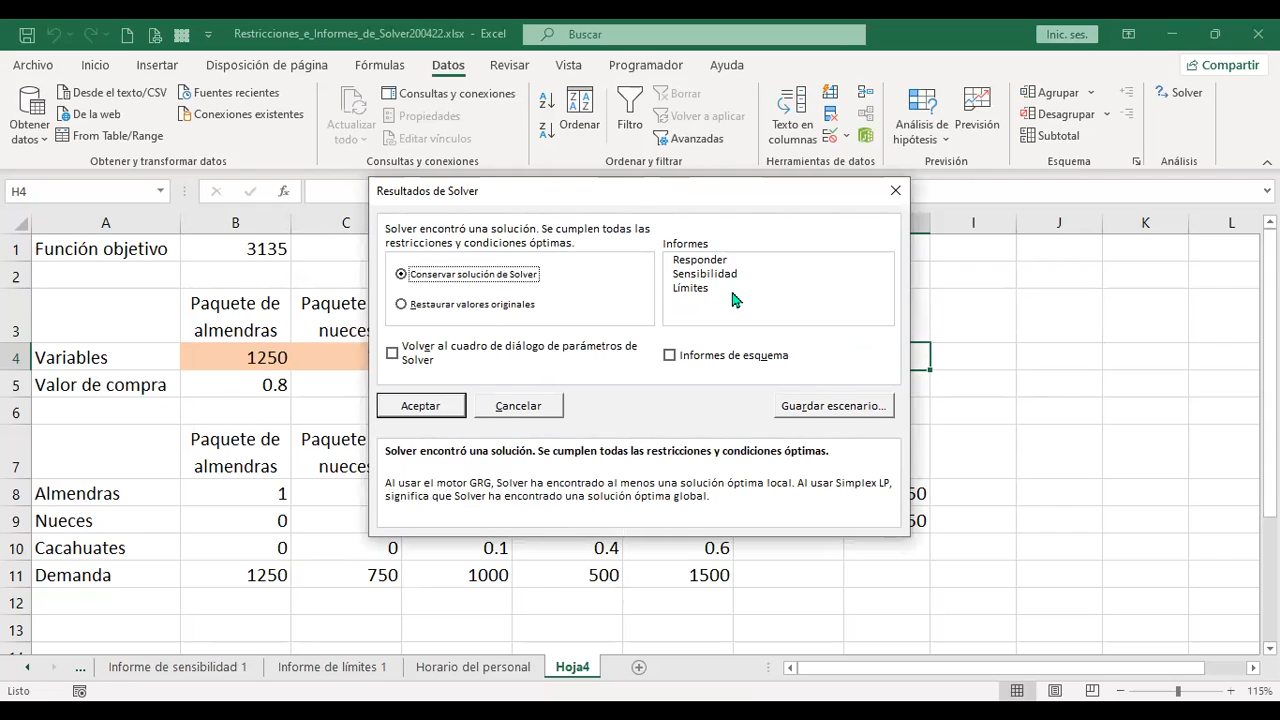 Restricciones_e_Informes_de_Solver200422.xlsx - Excel
Buscar
Inic. ses.
Archivo Inicio Insertar Disposición de página Fórmulas Datos Revisar Vista Programador Ayuda Compartir
Obtener datos
Desde el texto/CSV
De la web
From Table/Range
Fuentes recientes
Conexiones existentes
Obtener y transformar datos
Actualizar todo
Consultas y conexiones
Propiedades
Editar vínculos
Consultas y conexiones
Ordenar
Filtro
Borrar
Volver a aplicar
Avanzadas
Ordenar y filtrar
Texto en columnas
Herramientas de datos
Análisis de hipótesis
Previsión
Previsión
Agrupar
Desagrupar
Subtotal
Esquema
Solver
Análisis
H4
A B C I J K L
1 Función objetivo 3135
2
3 Paquete de almendras Paquete nueces
4 Variables 1250
5 Valor de compra 0.8
6
7 Paquete de almendras Paquete nueces
8 Almendras 1 50
9 Nueces 0 50
10 Cacahuates 0 0 0.1 0.4 0.6
11 Demanda 1250 750 1000 500 1500
12
13
Resultados de Solver
Solver encontró una solución. Se cumplen todas las
restricciones y condiciones óptimas.
Conservar solución de Solver
Restaurar valores originales
Informes
Responder
Sensibilidad
Límites
Volver al cuadro de diálogo de parámetros de
Solver
Informes de esquema
Aceptar
Cancelar
Guardar escenario...
Solver encontró una solución. Se cumplen todas las restricciones y condiciones óptimas.
Al usar el motor GRG, Solver ha encontrado al menos una solución óptima local. Al usar Simplex LP,
significa que Solver ha encontrado una solución óptima global.
... Informe de sensibilidad 1 Informe de límites 1 Horario del personal Hoja4
Listo
115%